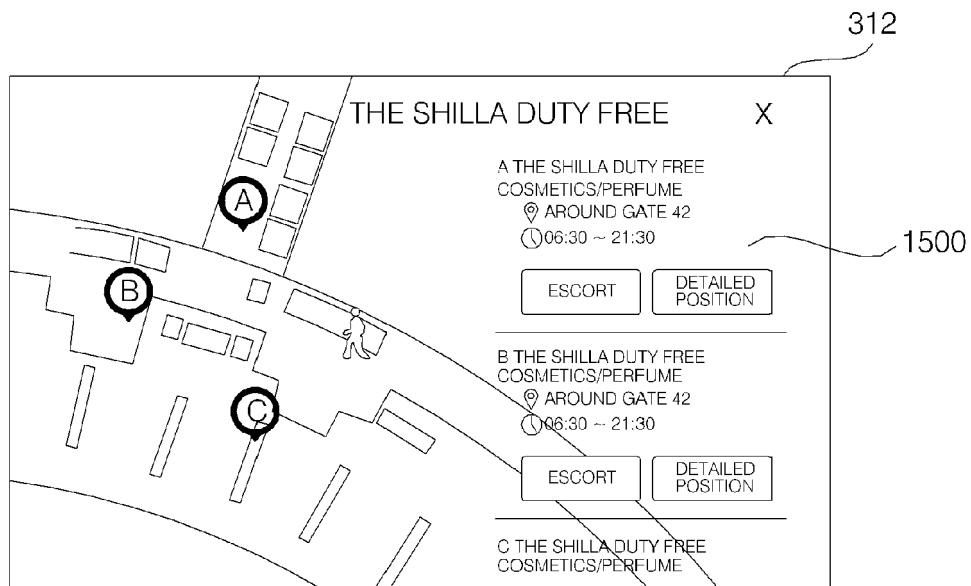 312
THE SHILLA DUTY FREE X
A THE SHILLA DUTY FREE
COSMETICS/PERFUME
AROUND GATE 42
06:30 ~ 21:30
1500
ESCORT
DETAILED
POSITION
B THE SHILLA DUTY FREE
COSMETICS/PERFUME
AROUND GATE 42
06:30 ~ 21:30
ESCORT
DETAILED
POSITION
C THE SHILLA DUTY FREE
COSMETICS/PERFUME
A
B
C